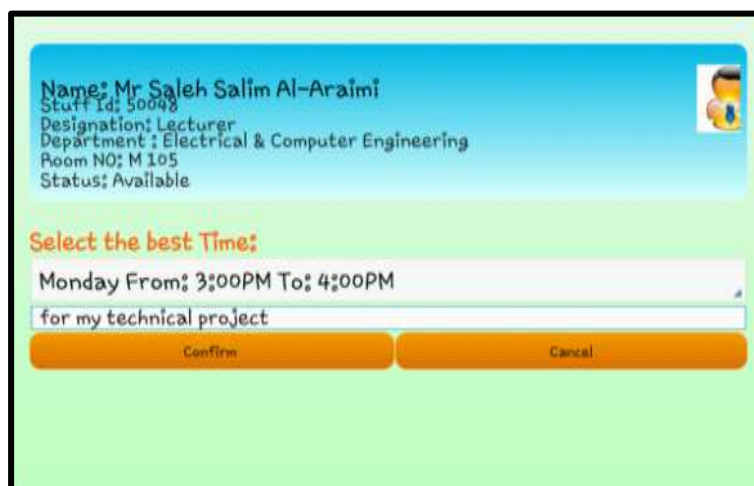 Name: Mr Saleh Salim Al-Araimi
Stuff Id: 50048
Designation: Lecturer
Department : Electrical & Computer Engineering
Room NO: M 105
Status: Available
Select the best Time:
Monday From: 3:00PM To: 4:00PM
for my technical project
Confirm Cancel